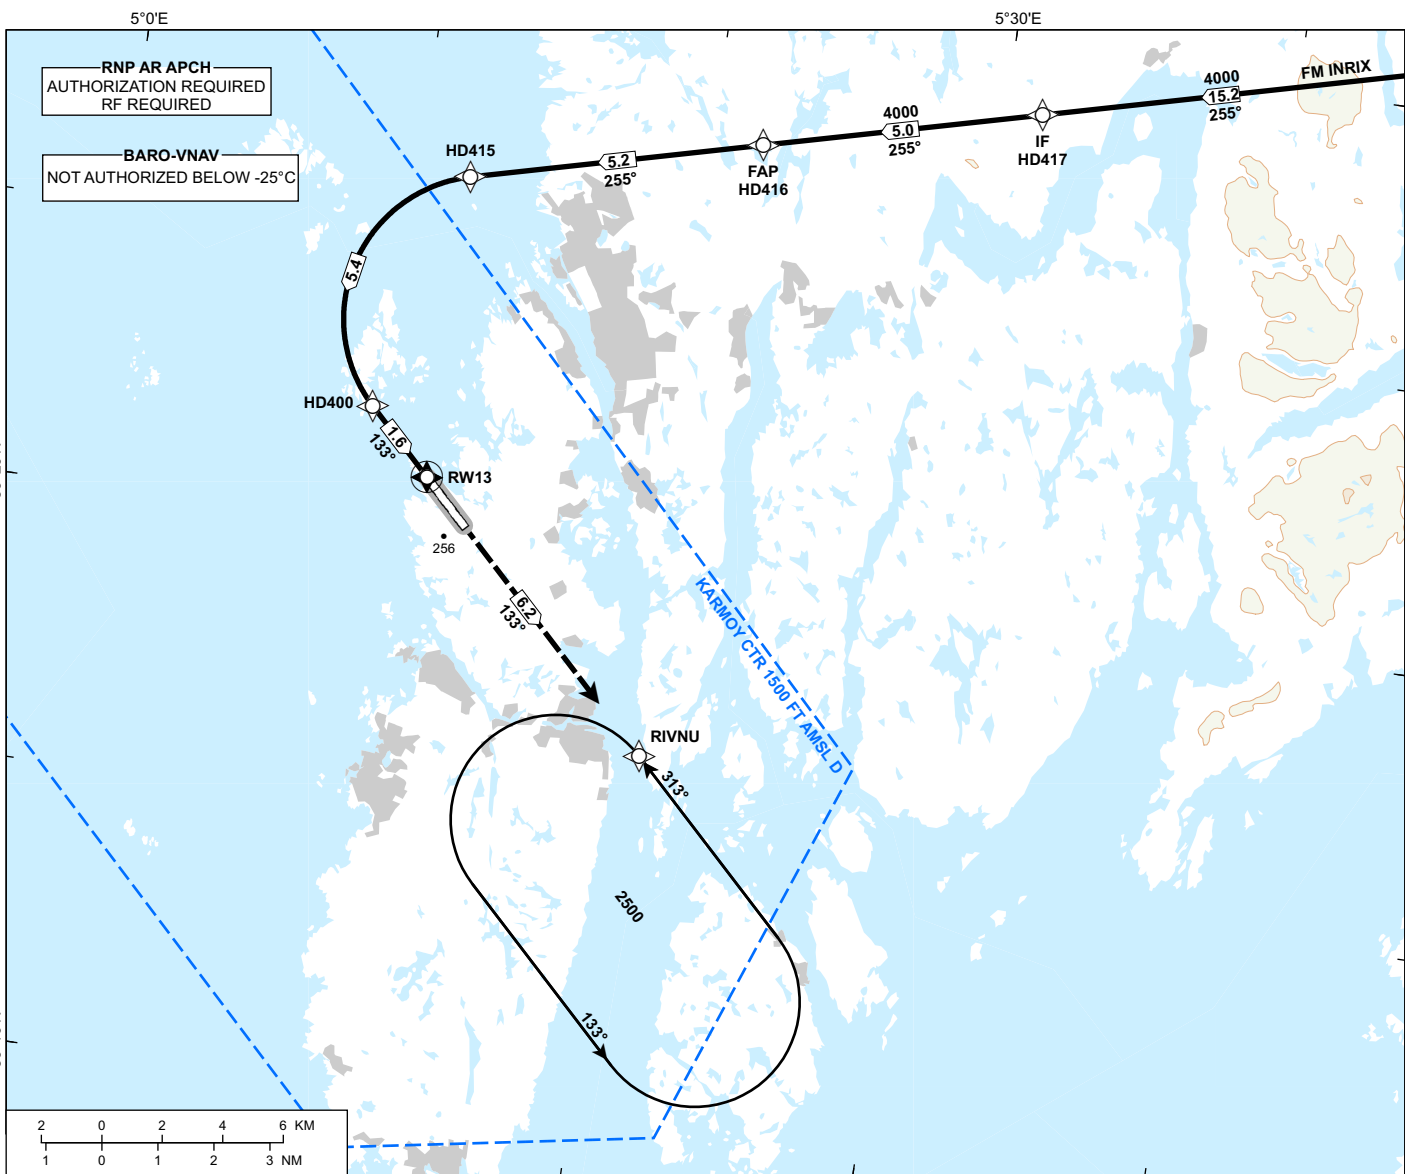 5°0'E
5°30'E
RNP AR APCH
AUTHORIZATION REQUIRED
RF REQUIRED
BARO-VNAV
NOT AUTHORIZED BELOW -25°C
FM INRIX
4000
15.2
255°
4000
5.0
255°
IF
HD417
FAP
HD416
5.2
255°
HD415
5.4
HD400
1.6
133°
RW13
256
6.2
133°
KARMOY CTR 1500 FT AMSL D
RIVNU
313°
2500
133°
2 0 2 4 6 KM
1 0 1 2 3 NM